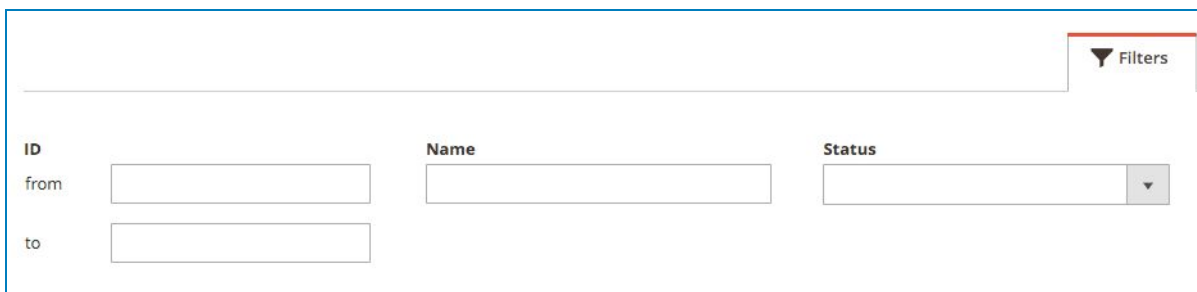 Filters
ID
Name
Status
from
to